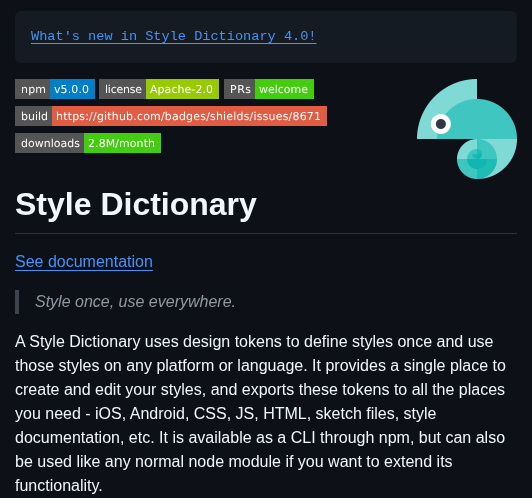 What's new in Style Dictionary 4.0!
npm v5.0.0 license Apache-2.0 PRs welcome
build https://github.com/badges/shields/issues/8671
downloads 2.8M/month
Style Dictionary
See documentation
Style once, use everywhere.
A Style Dictionary uses design tokens to define styles once and use
those styles on any platform or language. It provides a single place to
create and edit your styles, and exports these tokens to all the places
you need - iOS, Android, CSS, JS, HTML, sketch files, style
documentation, etc. It is available as a CLI through npm, but can also
be used like any normal node module if you want to extend its
functionality.